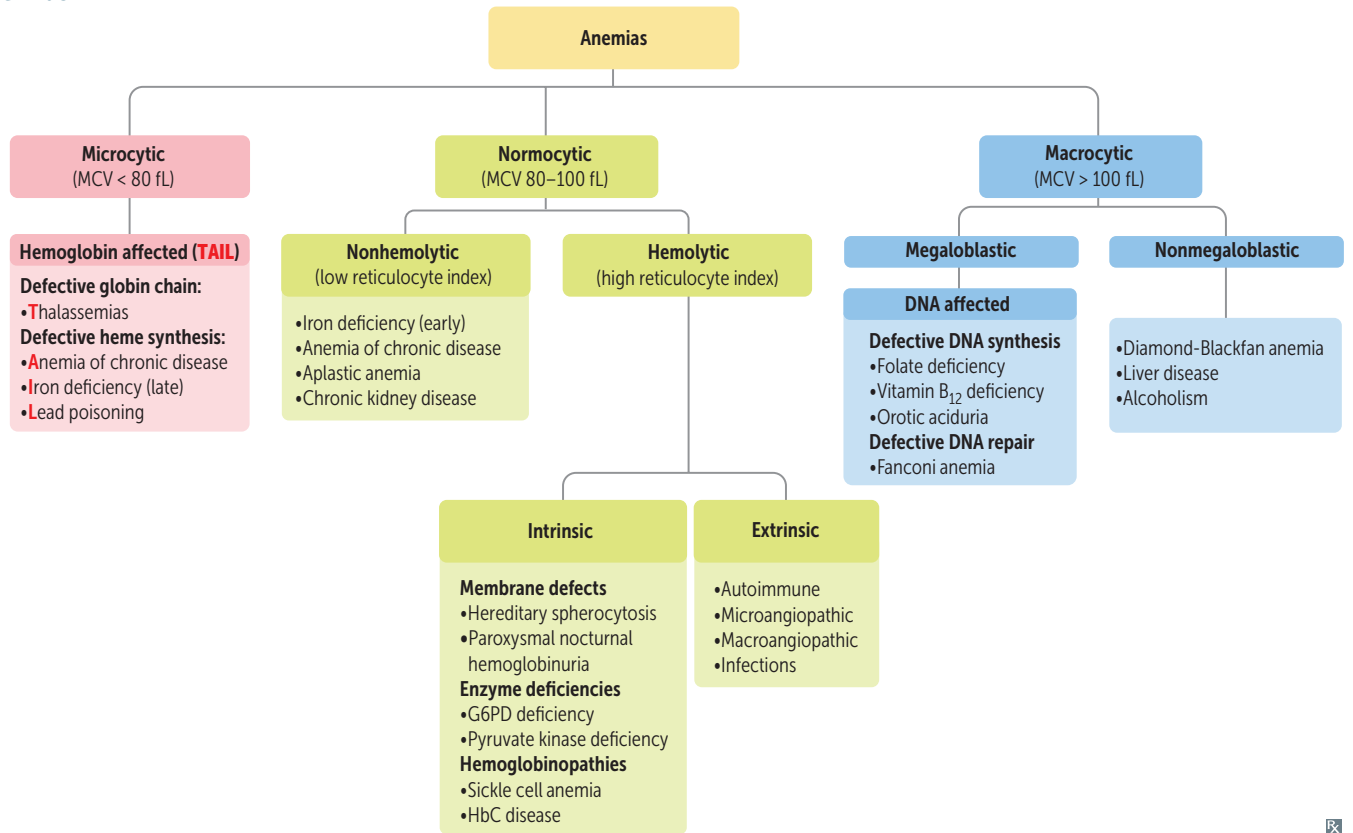 Anemias
Microcytic
(MCV < 80 fL)
Hemoglobin affected (TAIL)
Defective globin chain:
•Thalassemias
Defective heme synthesis:
•Anemia of chronic disease
•Iron deficiency (late)
•Lead poisoning
Normocytic
(MCV 80–100 fL)
Nonhemolytic
(low reticulocyte index)
•Iron deficiency (early)
•Anemia of chronic disease
•Aplastic anemia
•Chronic kidney disease
Hemolytic
(high reticulocyte index)
Intrinsic
Membrane defects
•Hereditary spherocytosis
•Paroxysmal nocturnal
hemoglobinuria
Enzyme deficiencies
•G6PD deficiency
•Pyruvate kinase deficiency
Hemoglobinopathies
•Sickle cell anemia
•HbC disease
Extrinsic
•Autoimmune
•Microangiopathic
•Macroangiopathic
•Infections
Macrocytic
(MCV > 100 fL)
Megaloblastic
DNA affected
Defective DNA synthesis
•Folate deficiency
•Vitamin B12 deficiency
•Orotic aciduria
Defective DNA repair
•Fanconi anemia
Nonmegaloblastic
•Diamond-Blackfan anemia
•Liver disease
•Alcoholism
℞